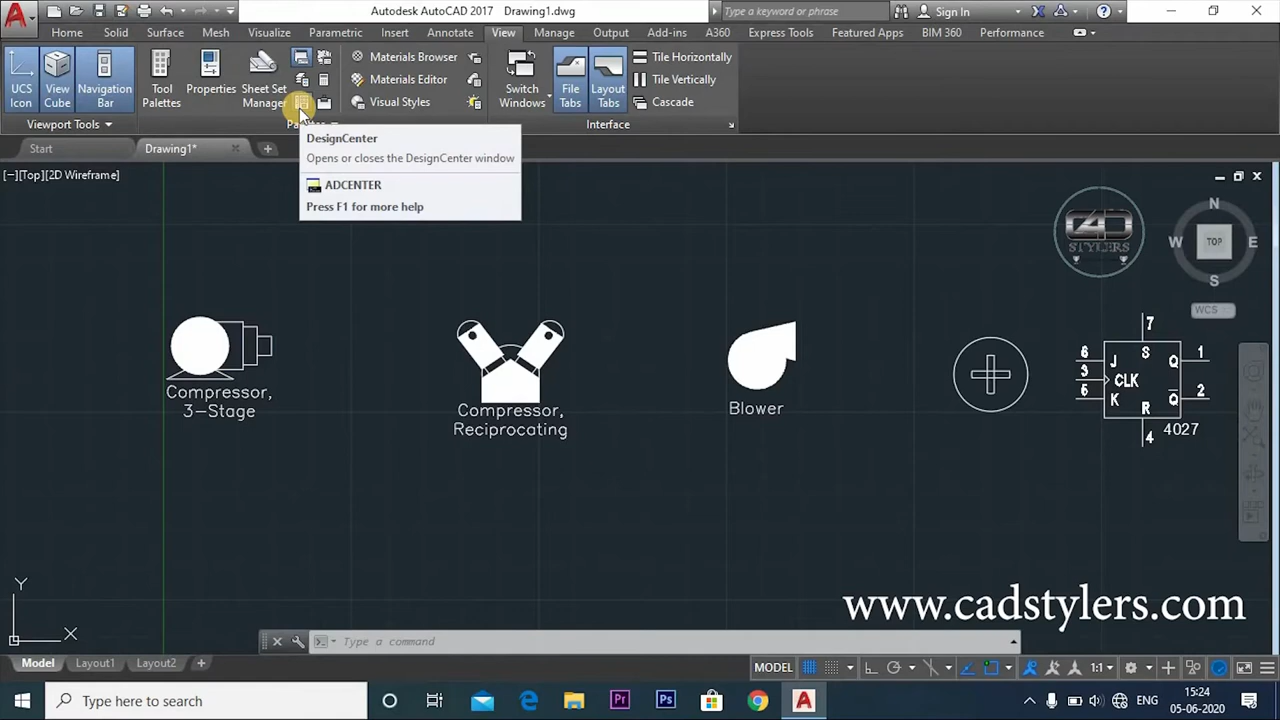 Autodesk AutoCAD 2017 Drawing1.dwg
Type a keyword or phrase
Sign In
Home Solid Surface Mesh Visualize Parametric Insert Annotate View Manage Output Add-ins A360 Express Tools Featured Apps BIM 360 Performance
UCS Icon
View Cube
Navigation Bar
Tool Palettes
Properties
Sheet Set Manager
Materials Browser
Materials Editor
Visual Styles
Switch Windows
File Tabs
Layout Tabs
Tile Horizontally
Tile Vertically
Cascade
Viewport Tools
Interface
Start
Drawing1*
DesignCenter
Opens or closes the DesignCenter window
ADCENTER
Press F1 for more help
[−][Top][2D Wireframe]
CAD
STYLERS
N
W TOP E
S
WCS
Compressor,
3-Stage
Compressor,
Reciprocating
Blower
7
6 J S Q 1
3 CLK
5 K R Q 2
4 4027
www.cadstylers.com
Y
X
Type a command
Model Layout1 Layout2
MODEL
1:1
Type here to search
Pr
Ps
ENG
15:24
05-06-2020